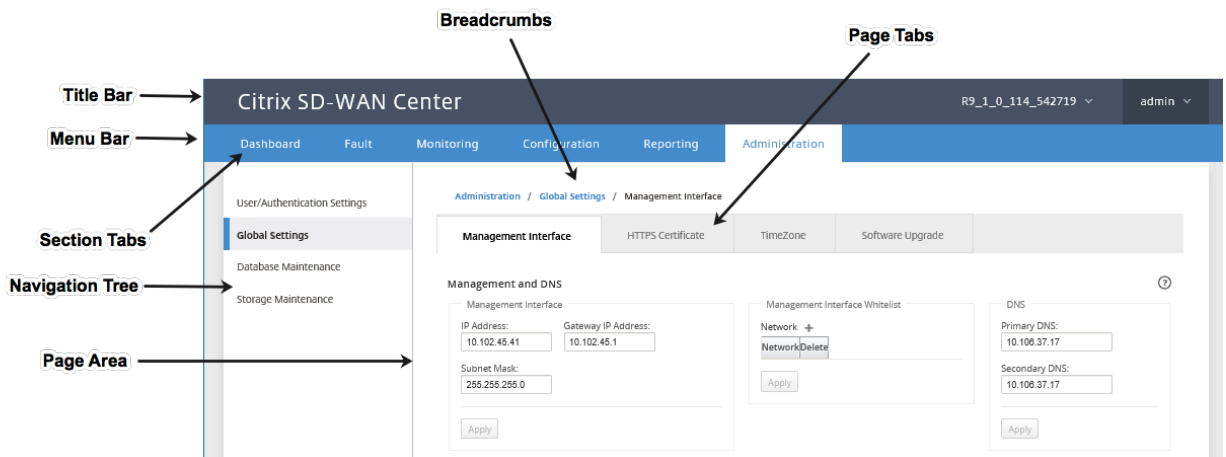 Breadcrumbs
Page Tabs
Title Bar
Citrix SD-WAN Center
R9_1_0_114_542719
admin
Menu Bar
Dashboard Fault Monitoring Configuration Reporting Administration
Section Tabs
Navigation Tree
Page Area
User/Authentication Settings
Global Settings
Database Maintenance
Storage Maintenance
Administration / Global Settings / Management Interface
Management Interface HTTPS Certificate TimeZone Software Upgrade
Management and DNS
?
Management Interface
IP Address: Gateway IP Address:
10.102.45.41 10.102.45.1
Subnet Mask:
255.255.255.0
Apply
Management Interface Whitelist
Network +
Network Delete
Apply
DNS
Primary DNS:
10.106.37.17
Secondary DNS:
10.106.37.17
Apply